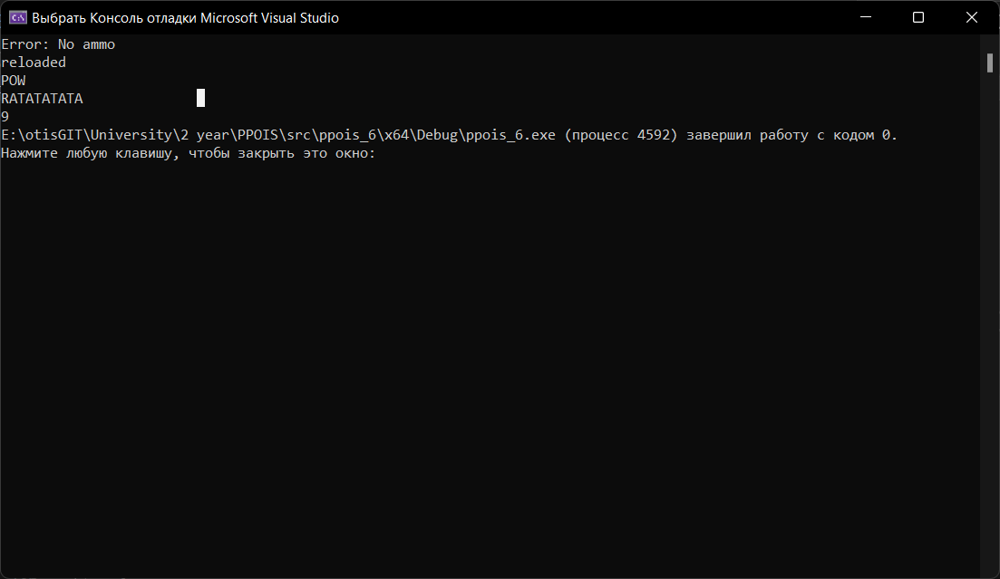 Выбрать Консоль отладки Microsoft Visual Studio
Error: No ammo
reloaded
POW
RATATATATA
9
E:\otisGIT\University\2 year\PPOIS\src\ppois_6\x64\Debug\ppois_6.exe (процесс 4592) завершил работу с кодом 0.
Нажмите любую клавишу, чтобы закрыть это окно: